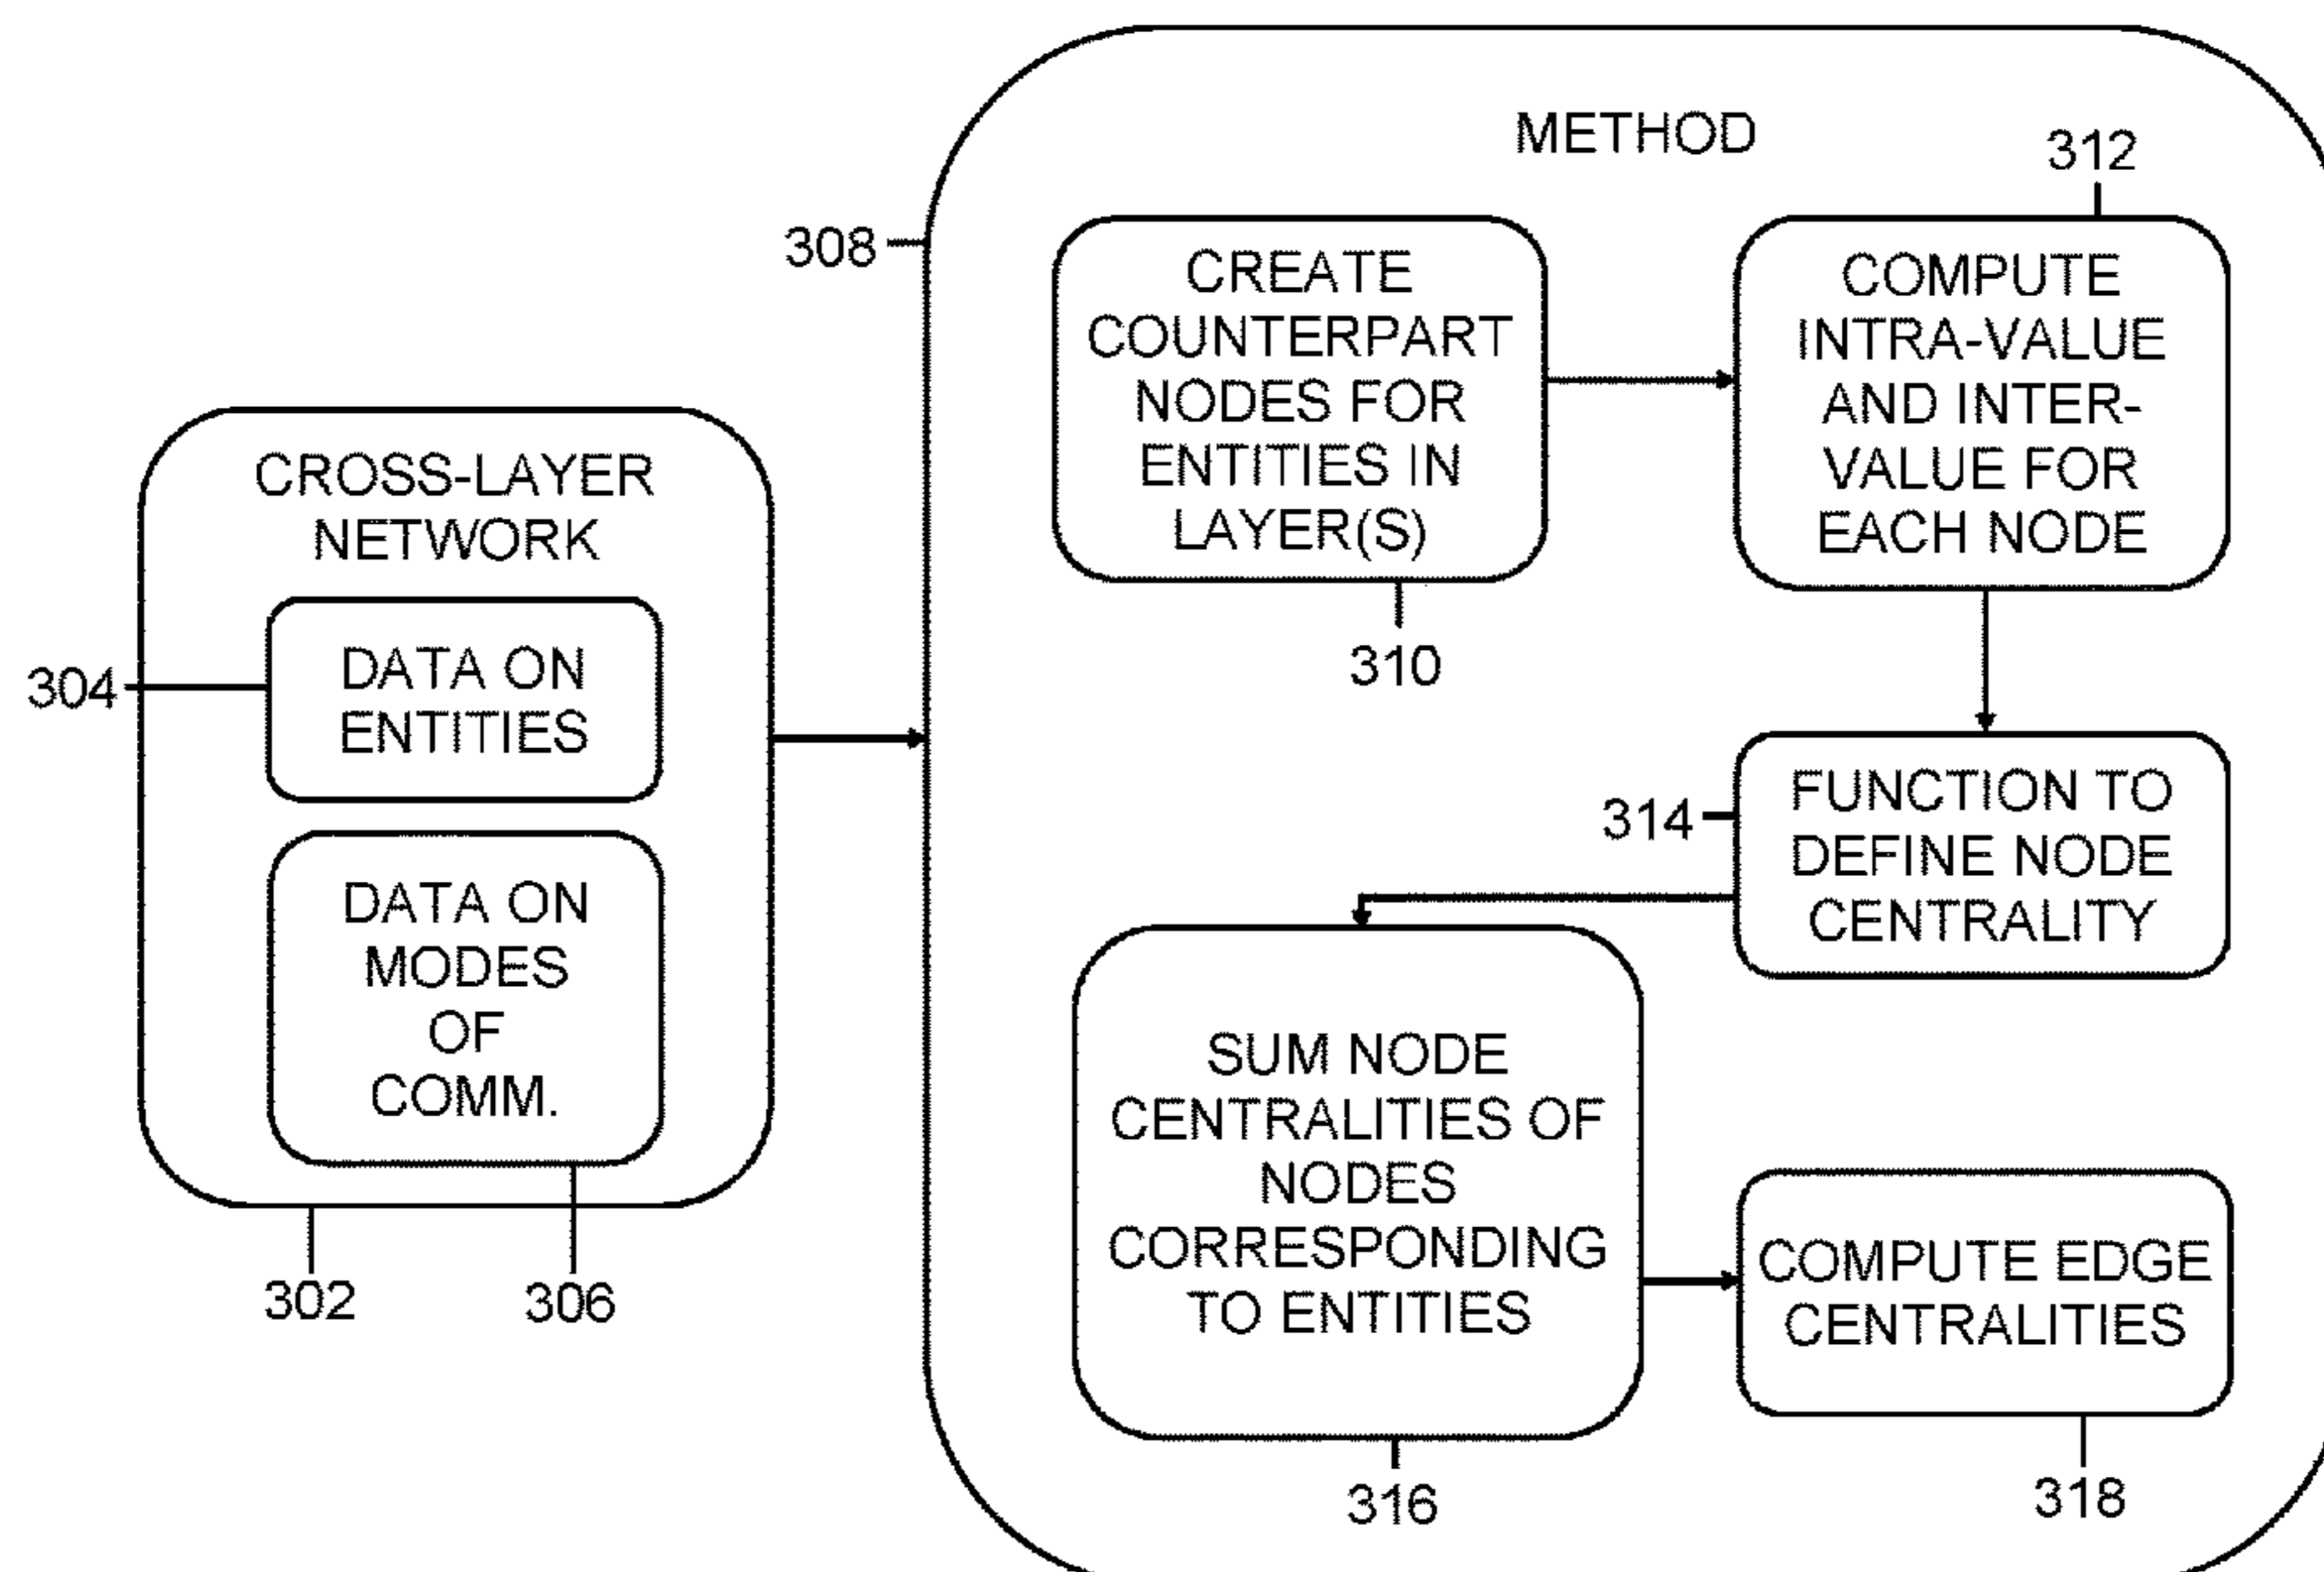 METHOD
312
308
CREATE
COUNTERPART
NODES FOR
ENTITIES IN
LAYER(S)
310
COMPUTE
INTRA-VALUE
AND INTER-
VALUE FOR
EACH NODE
CROSS-LAYER
NETWORK
304
DATA ON
ENTITIES
DATA ON
MODES
OF
COMM.
302
306
314
FUNCTION TO
DEFINE NODE
CENTRALITY
SUM NODE
CENTRALITIES OF
NODES
CORRESPONDING
TO ENTITIES
316
COMPUTE EDGE
CENTRALITIES
318